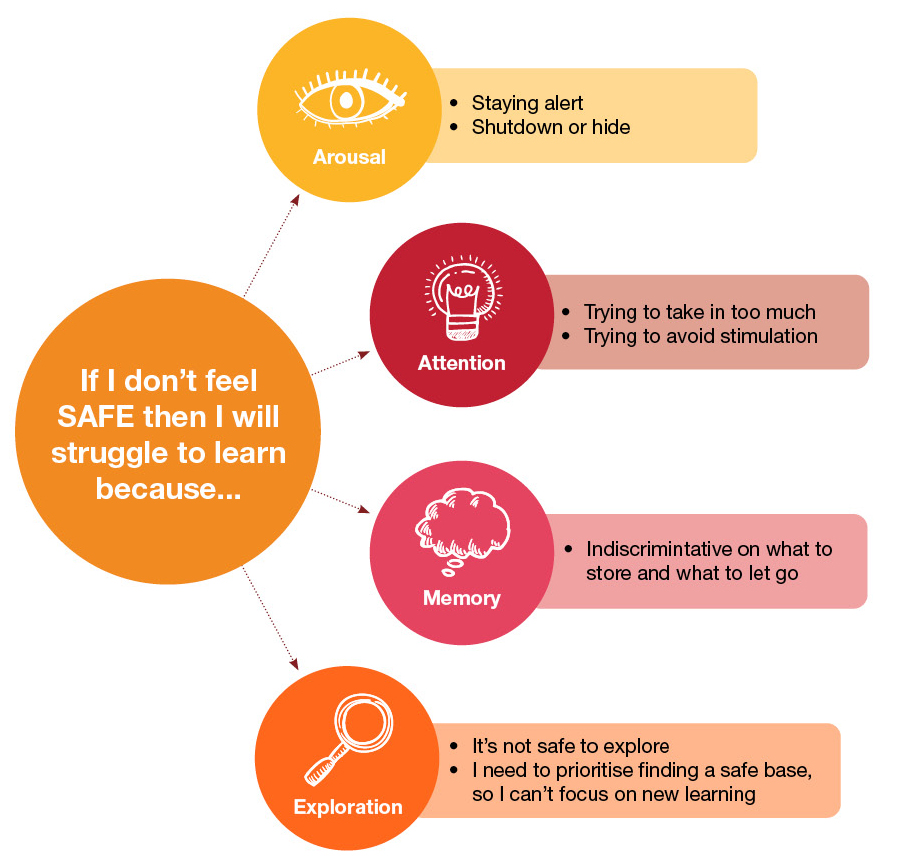 If I don't feel
SAFE then I will
struggle to learn
because...
Arousal
• Staying alert
• Shutdown or hide
Attention
• Trying to take in too much
• Trying to avoid stimulation
Memory
• Indiscrimintative on what to
store and what to let go
Exploration
• It's not safe to explore
• I need to prioritise finding a safe base,
so I can't focus on new learning